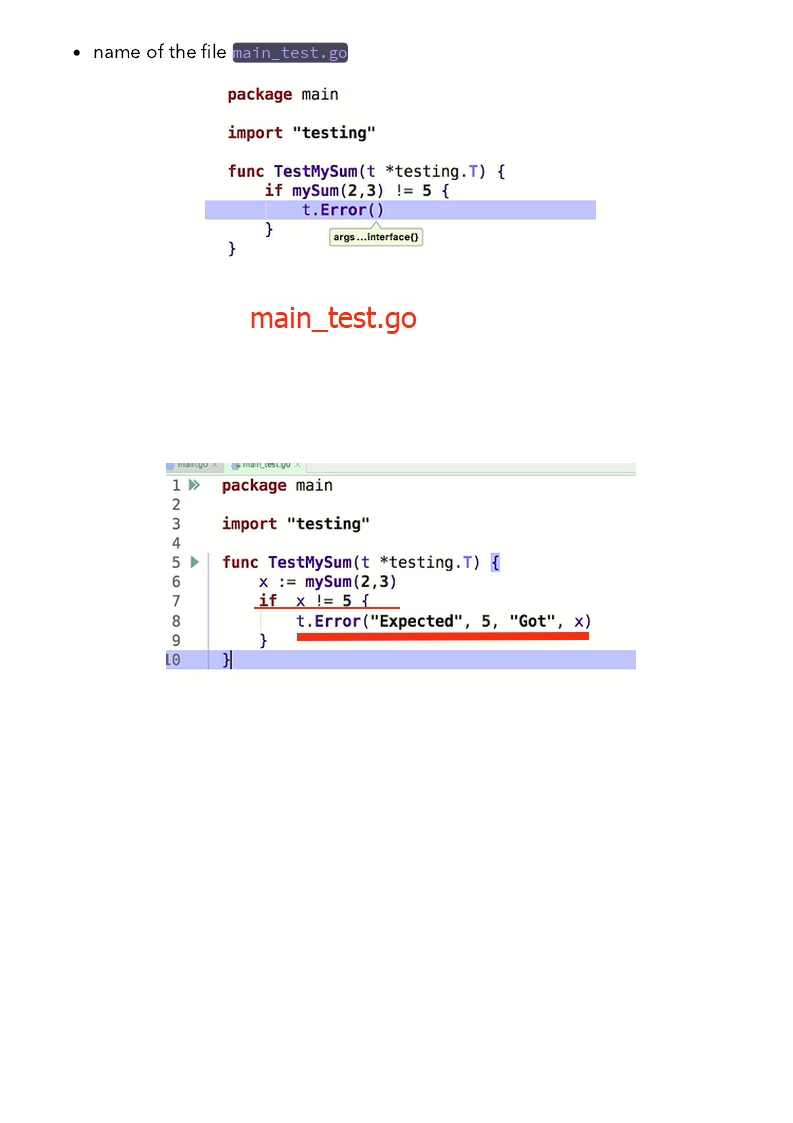 • name of the file main_test.go
package main
import "testing"
func TestMySum(t *testing.T) {
if mySum(2,3) != 5 {
t.Error()
}
args...interface{}
}
main_test.go
main.go x main_test.go x
1 package main
2
3 import "testing"
4
5 func TestMySum(t *testing.T) {
6 x := mySum(2,3)
7 if x != 5 {
8 t.Error("Expected", 5, "Got", x)
9 }
10 }